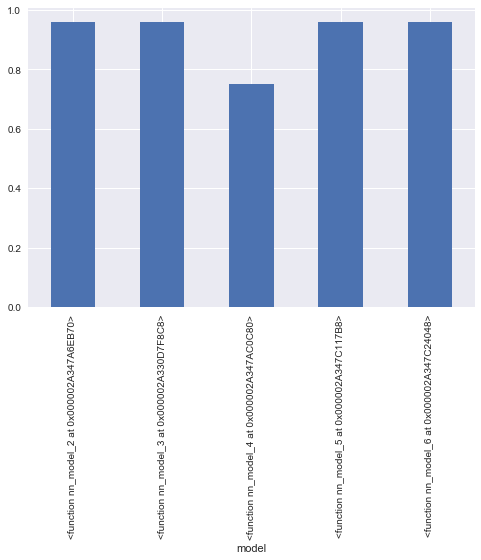 1.0
0.8
0.6
0.4
0.2
0.0
<function nn_model_2 at 0x000002A347A6EB70>
<function nn_model_3 at 0x000002A330D7F8C8>
<function nn_model_4 at 0x000002A347AC0C80>
<function nn_model_5 at 0x000002A347C117B8>
<function nn_model_6 at 0x000002A347C24048>
model